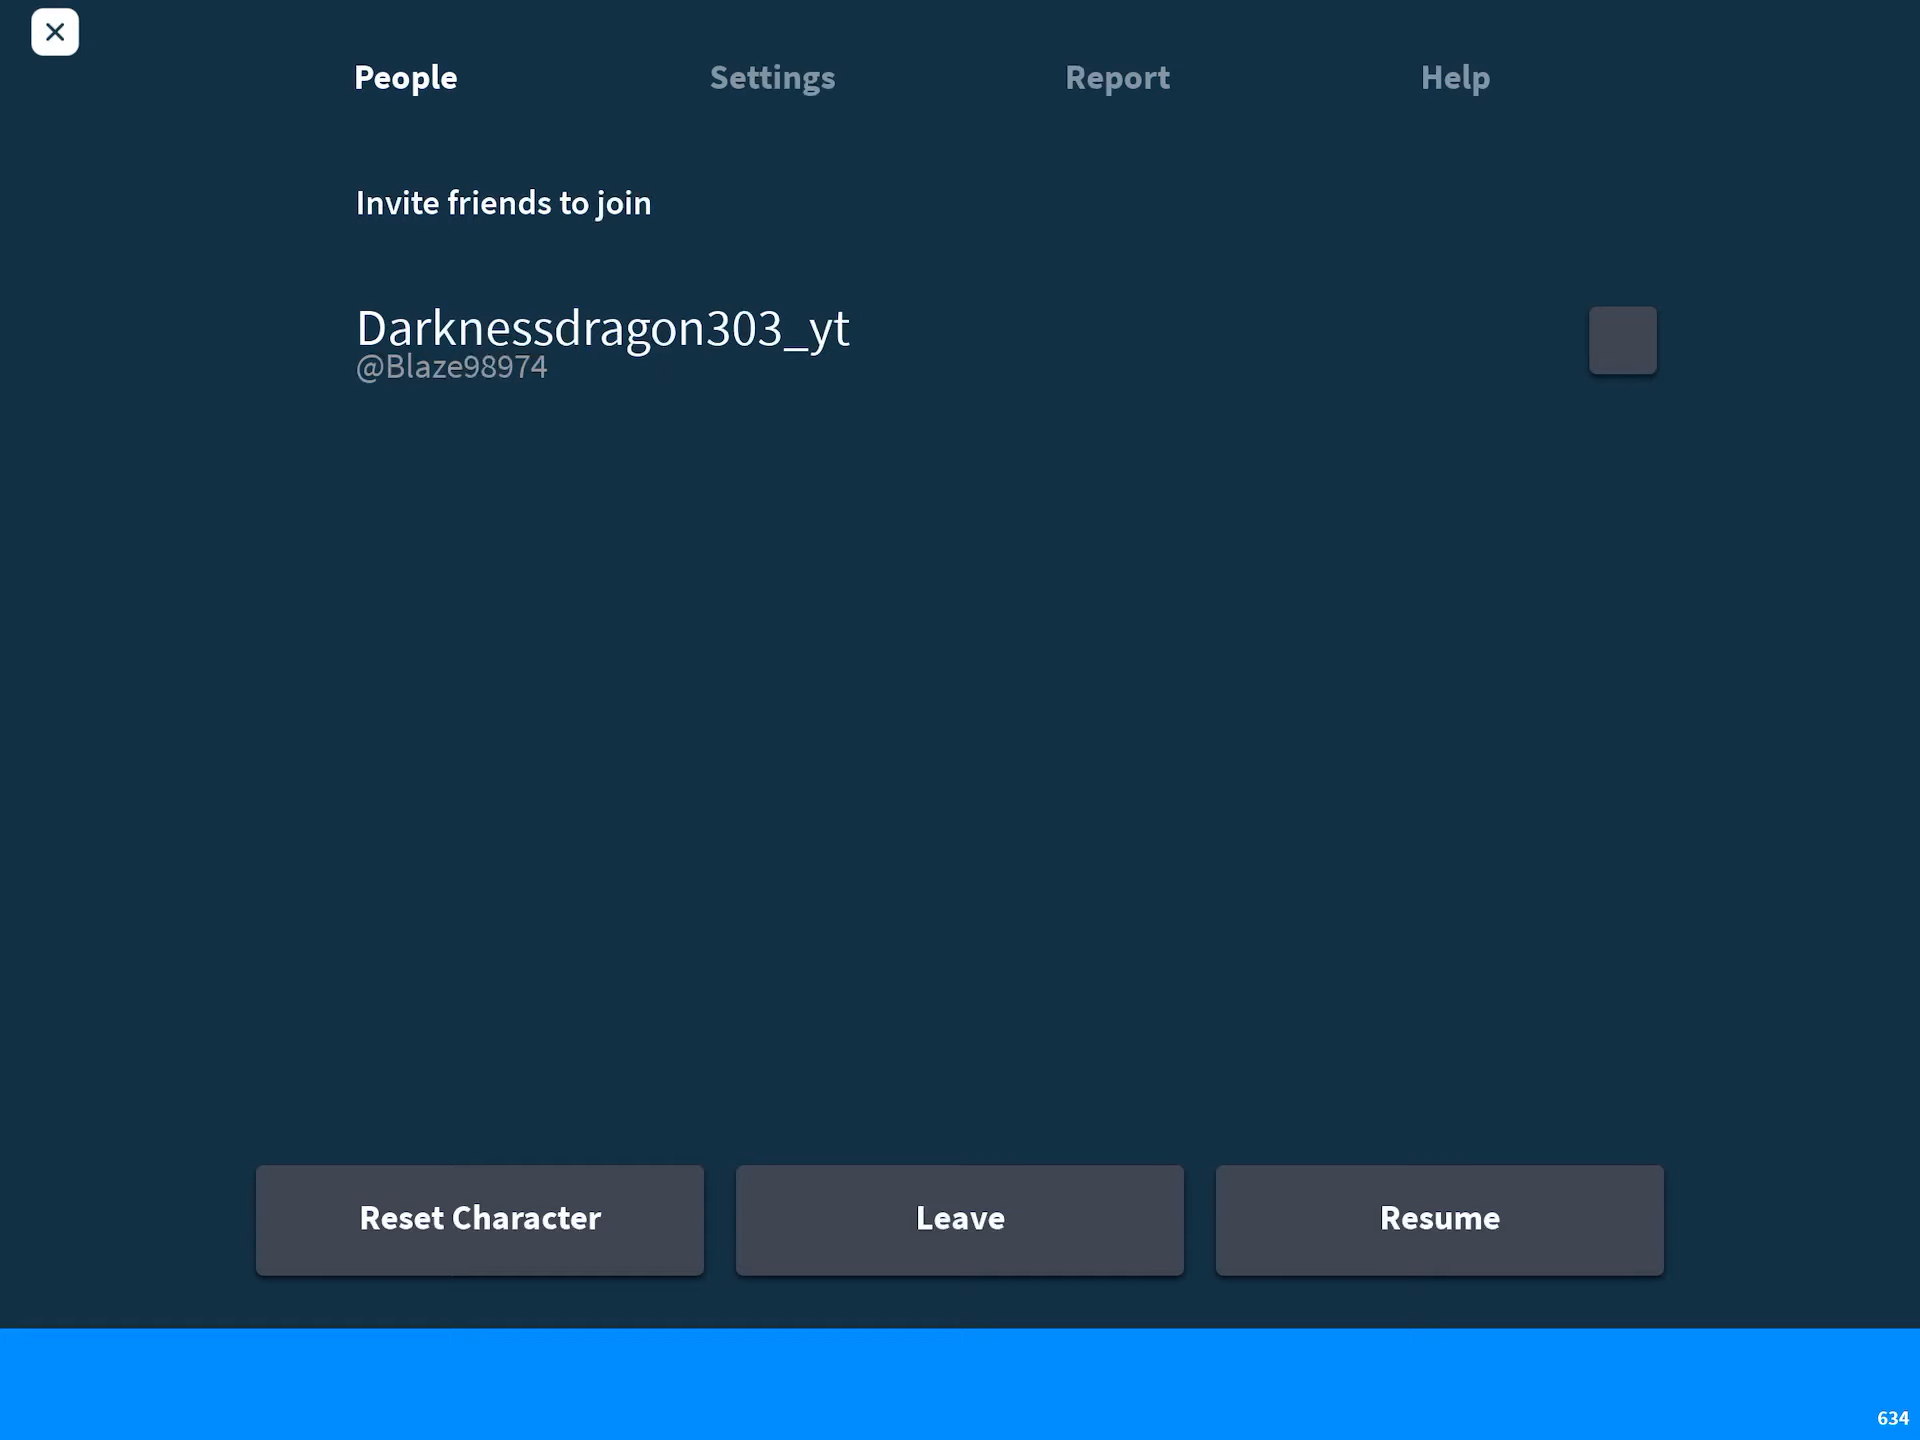 People
Settings
Report
Help
Invite friends to join
Darknessdragon303_yt
@Blaze98974
Reset Character
Leave
Resume
634